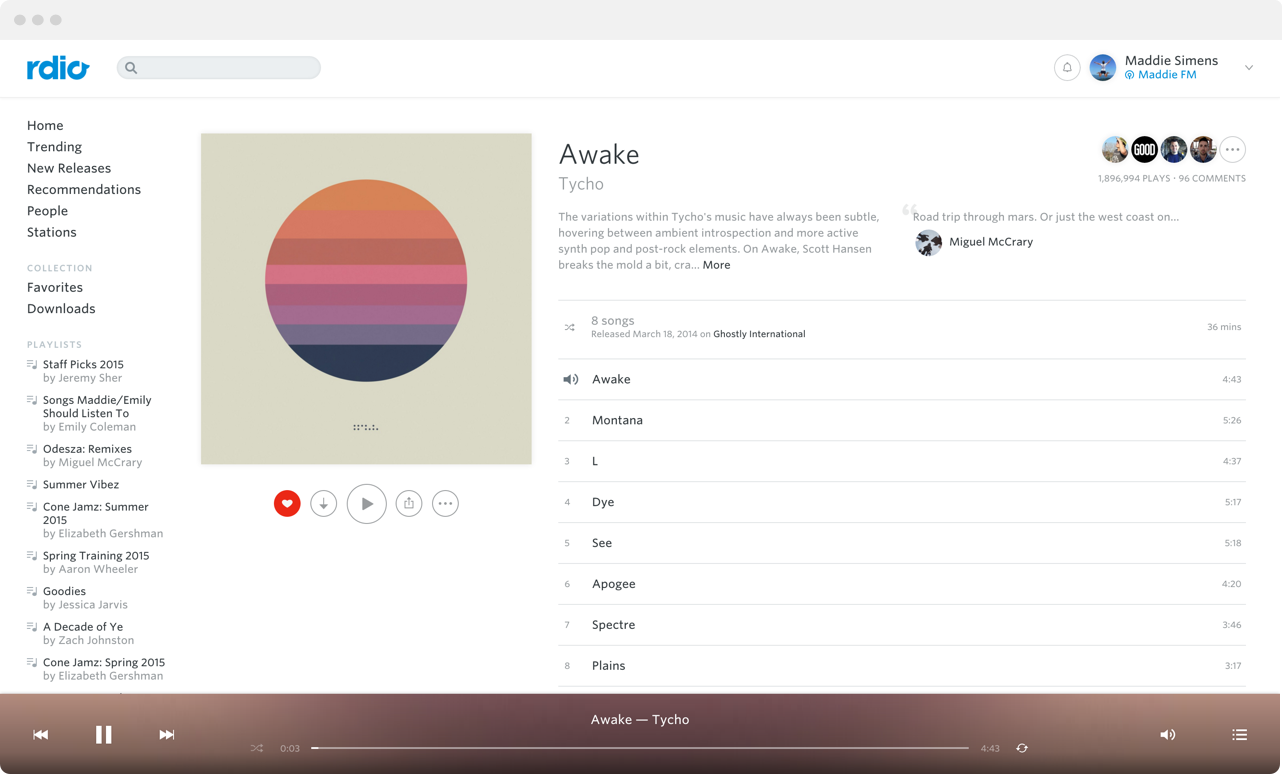 rdio
Maddie Simens
Maddie FM
Home
Trending
New Releases
Recommendations
People
Stations
COLLECTION
Favorites
Downloads
PLAYLISTS
Staff Picks 2015
by Jeremy Sher
Songs Maddie/Emily
Should Listen To
by Emily Coleman
Odesza: Remixes
by Miguel McCrary
Summer Vibez
Cone Jamz: Summer
2015
by Elizabeth Gershman
Spring Training 2015
by Aaron Wheeler
Goodies
by Jessica Jarvis
A Decade of Ye
by Zach Johnston
Cone Jamz: Spring 2015
by Elizabeth Gershman
Awake
Tycho
GOOD
1,896,994 PLAYS · 96 COMMENTS
The variations within Tycho's music have always been subtle,
hovering between ambient introspection and more active
synth pop and post-rock elements. On Awake, Scott Hansen
breaks the mold a bit, cra... More
“Road trip through mars. Or just the west coast on...
Miguel McCrary
8 songs
Released March 18, 2014 on Ghostly International
36 mins
Awake 4:43
2 Montana 5:26
3 L 4:37
4 Dye 5:17
5 See 5:18
6 Apogee 4:20
7 Spectre 3:46
8 Plains 3:17
Awake — Tycho
0:03 4:43